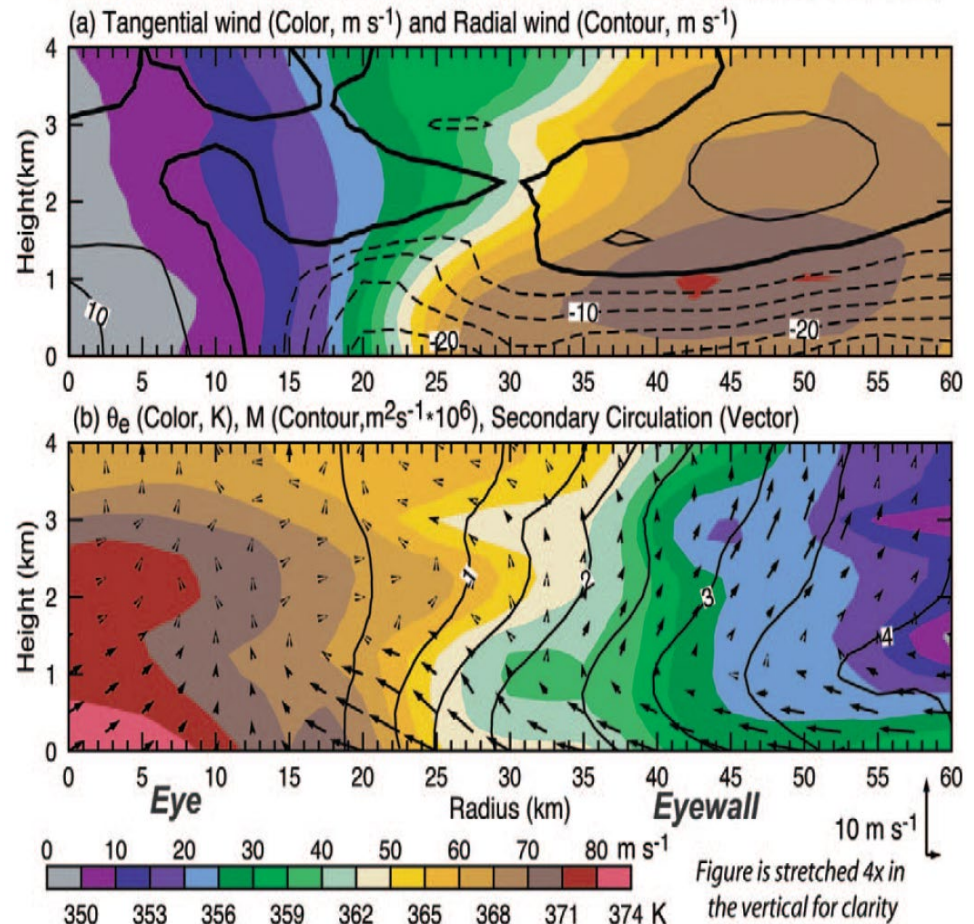 (a) Tangential wind (Color, m s⁻¹) and Radial wind (Contour, m s⁻¹)
4
3
2
1
0
Height(km)
10
-20
-10
-20
0 5 10 15 20 25 30 35 40 45 50 55 60
(b) θe (Color, K), M (Contour,m²s⁻¹*10⁶), Secondary Circulation (Vector)
4
3
2
1
0
Height (km)
1
2
3
4
0 5 10 15 20 25 30 35 40 45 50 55 60
Eye Radius (km) Eyewall
10 m s⁻¹
0 10 20 30 40 50 60 70 80 m s⁻¹
350 353 356 359 362 365 368 371 374 K
Figure is stretched 4x in
the vertical for clarity